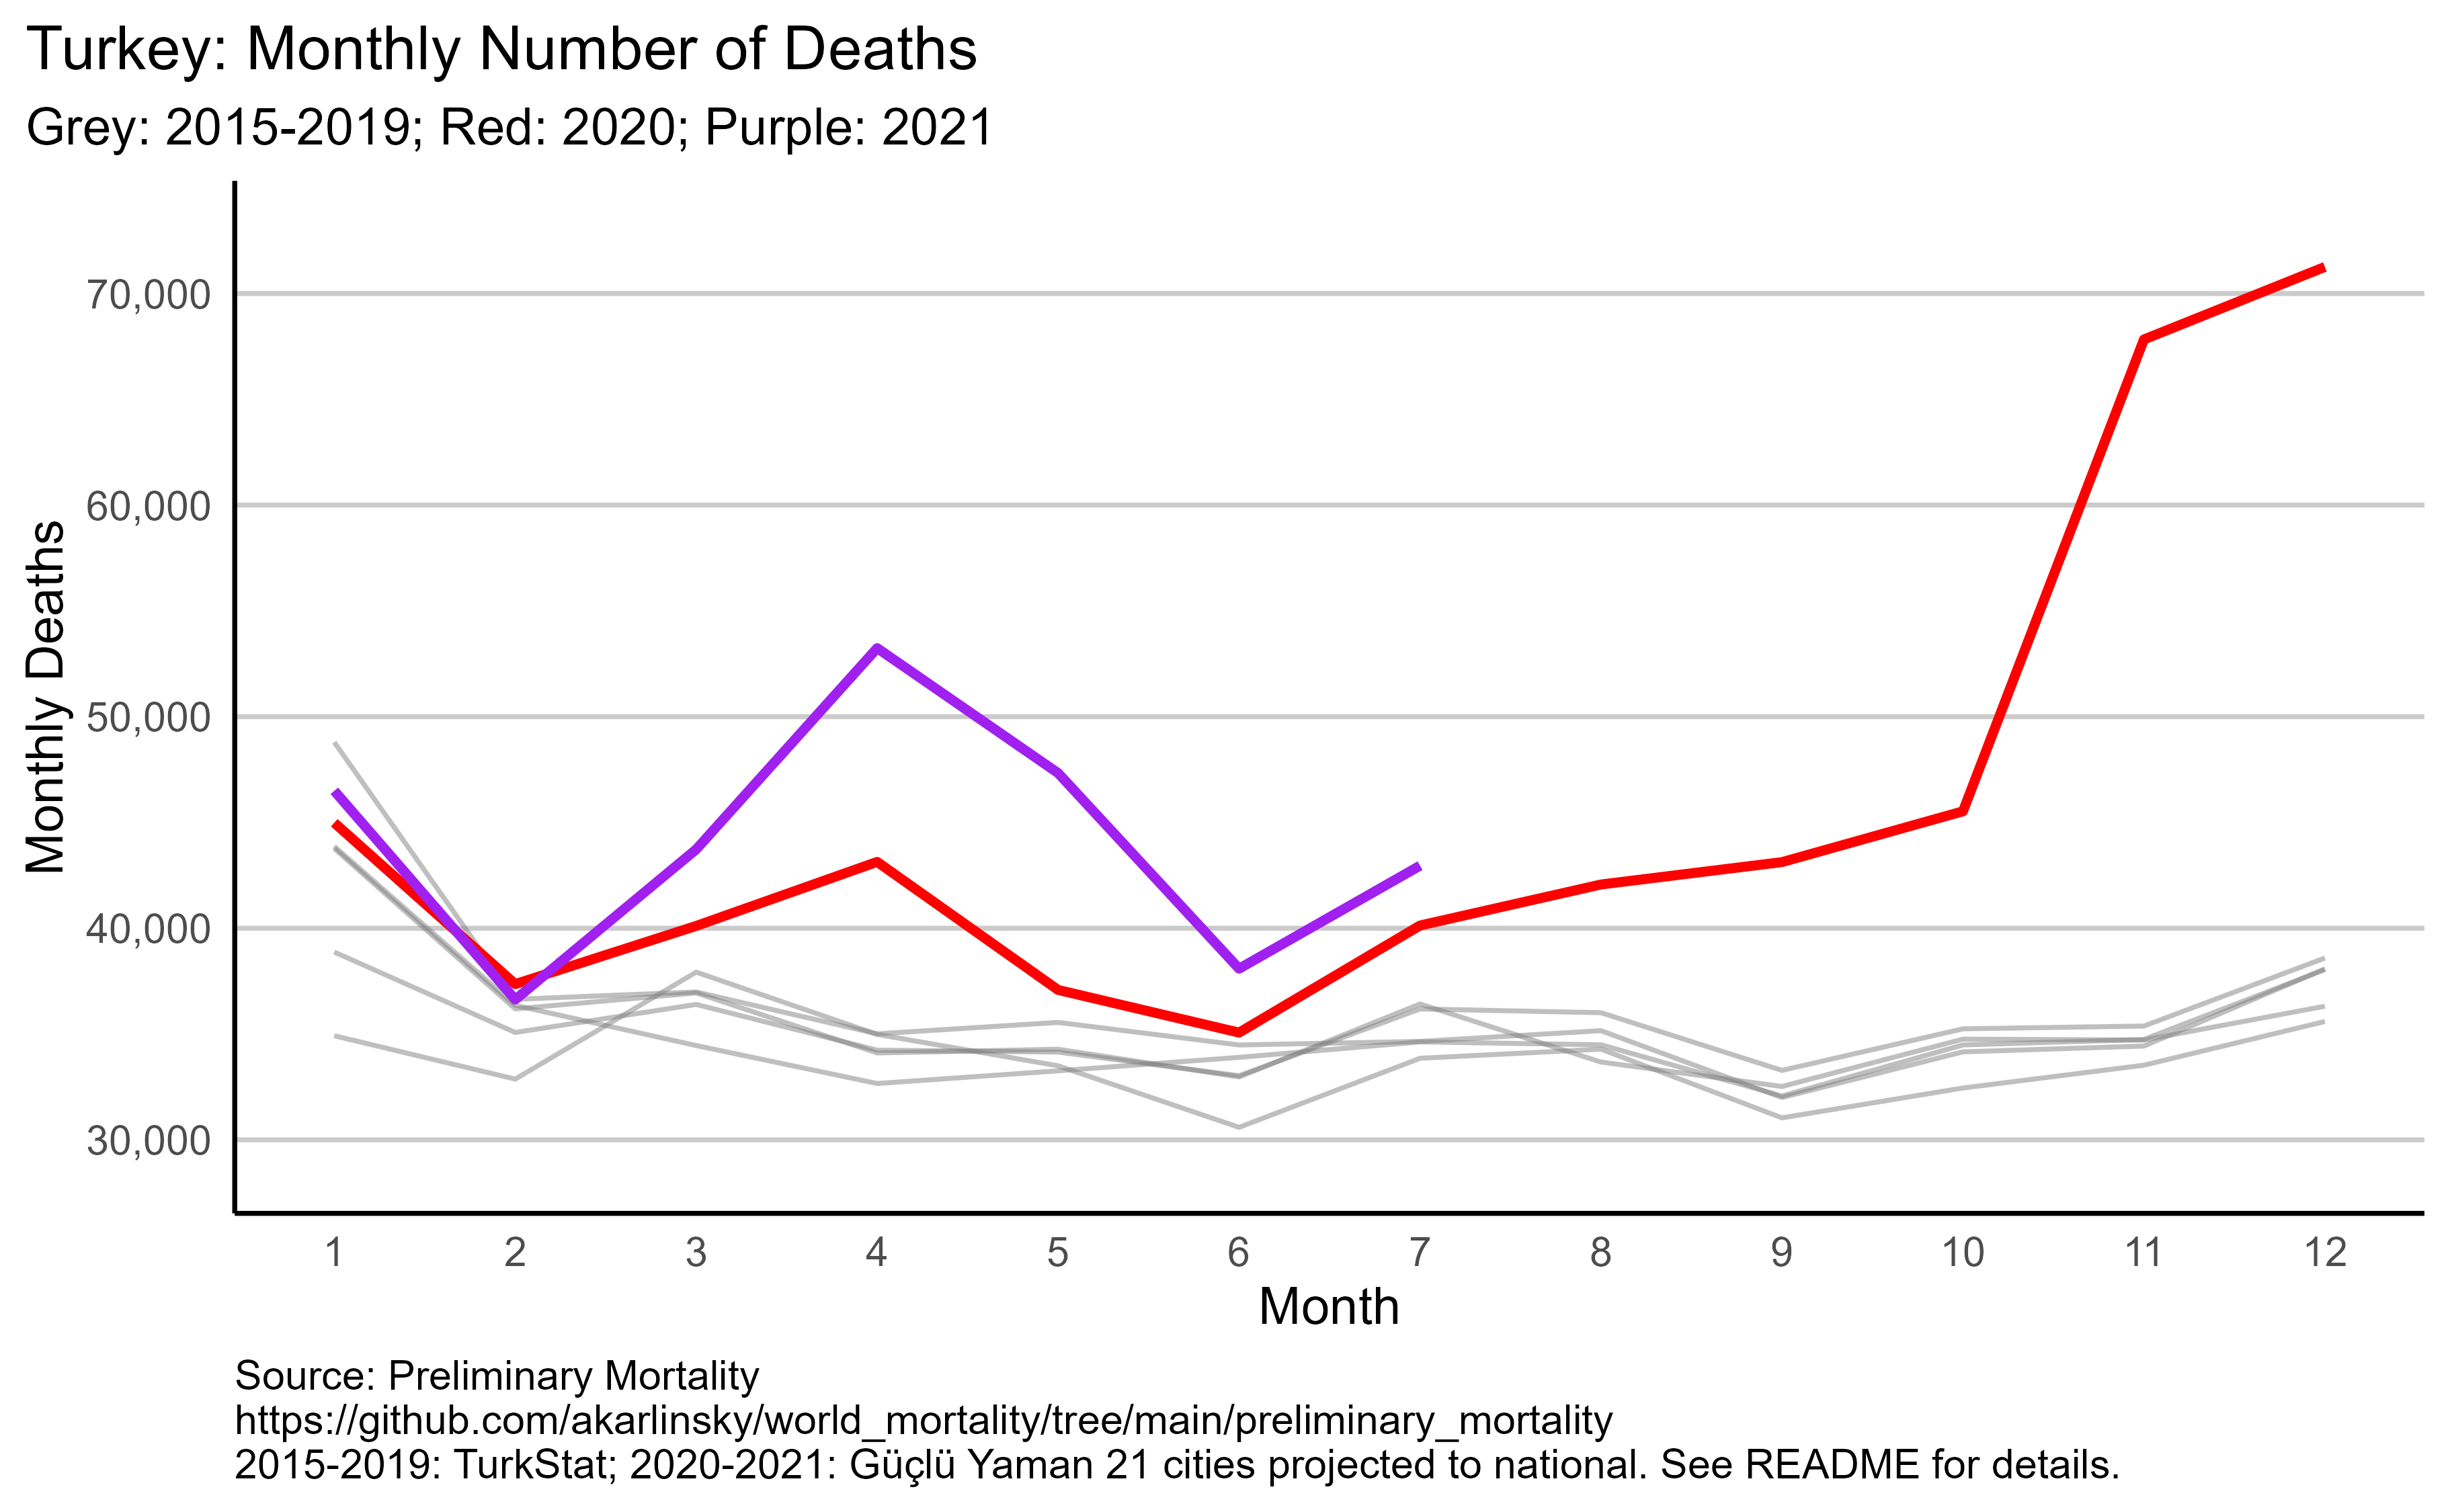 Turkey: Monthly Number of Deaths
Grey: 2015-2019; Red: 2020; Purple: 2021
Monthly Deaths
70,000
60,000
50,000
40,000
30,000
1 2 3 4 5 6 7 8 9 10 11 12
Month
Source: Preliminary Mortality
https://github.com/akarlinsky/world_mortality/tree/main/preliminary_mortality
2015-2019: TurkStat; 2020-2021: Güçlü Yaman 21 cities projected to national. See README for details.